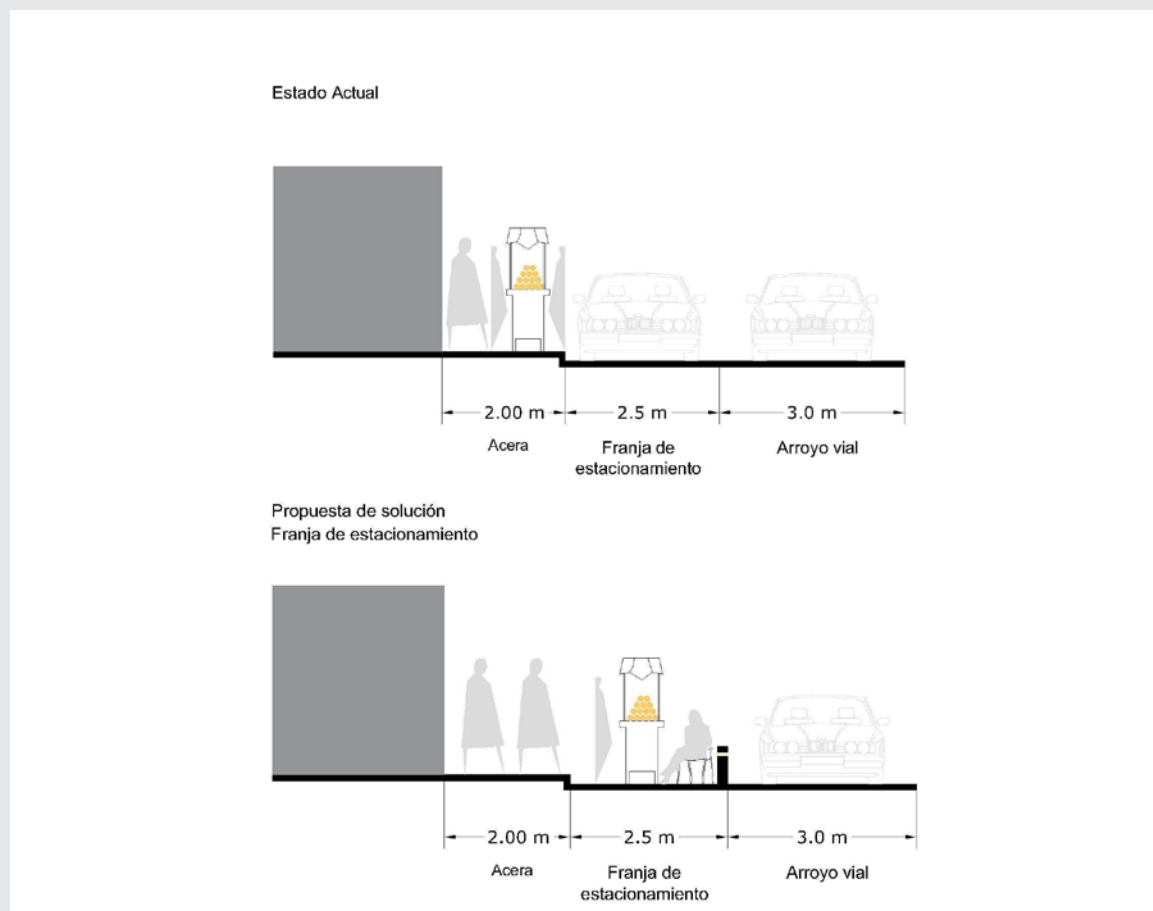 Estado Actual
2.00 m 2.5 m 3.0 m
Acera Franja de estacionamiento Arroyo vial
Propuesta de solución
Franja de estacionamiento
2.00 m 2.5 m 3.0 m
Acera Franja de estacionamiento Arroyo vial